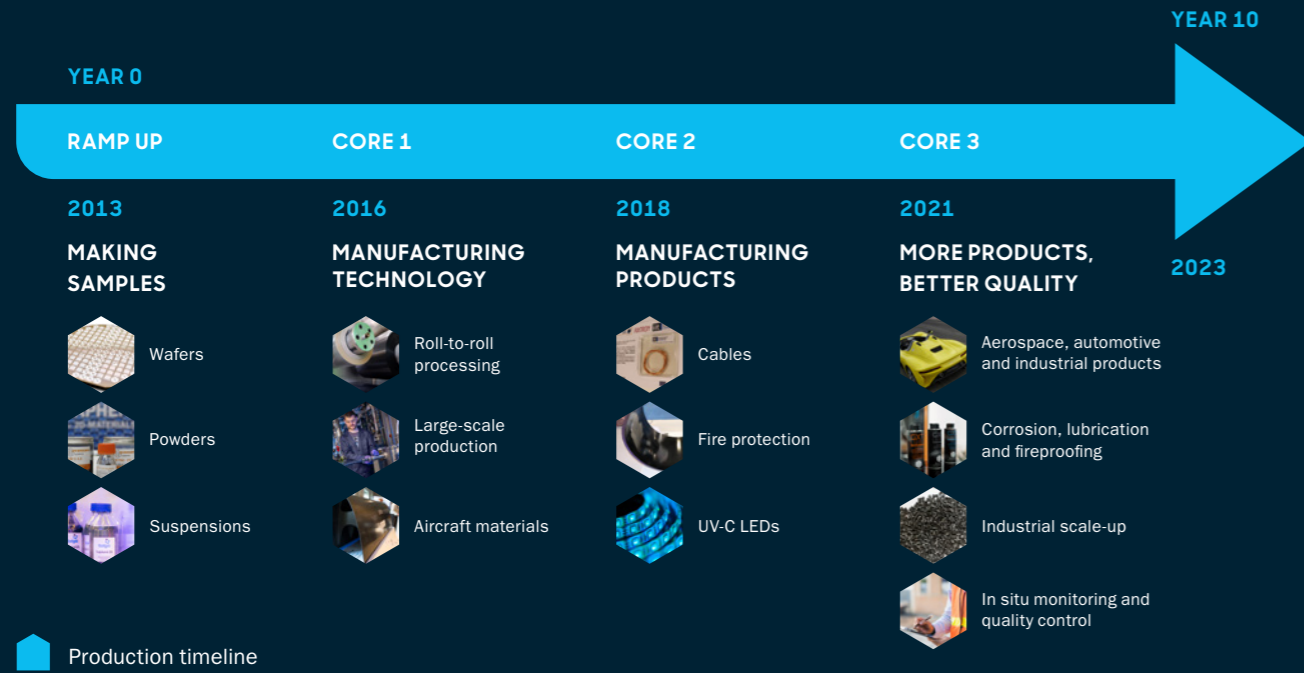 YEAR 10
YEAR 0
RAMP UP
CORE 1
CORE 2
CORE 3
2013
MAKING
SAMPLES
Wafers
Powders
Suspensions
2016
MANUFACTURING
TECHNOLOGY
Roll-to-roll
processing
Large-scale
production
Aircraft materials
2018
MANUFACTURING
PRODUCTS
Cables
Fire protection
UV-C LEDs
2021
MORE PRODUCTS,
BETTER QUALITY
Aerospace, automotive
and industrial products
Corrosion, lubrication
and fireproofing
Industrial scale-up
In situ monitoring and
quality control
2023
Production timeline